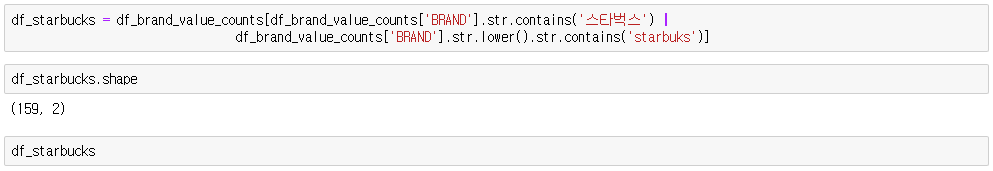 df_starbucks = df_brand_value_counts[df_brand_value_counts['BRAND'].str.contains('스타벅스') |
df_brand_value_counts['BRAND'].str.lower().str.contains('starbuks')]
df_starbucks.shape
(159, 2)
df_starbucks